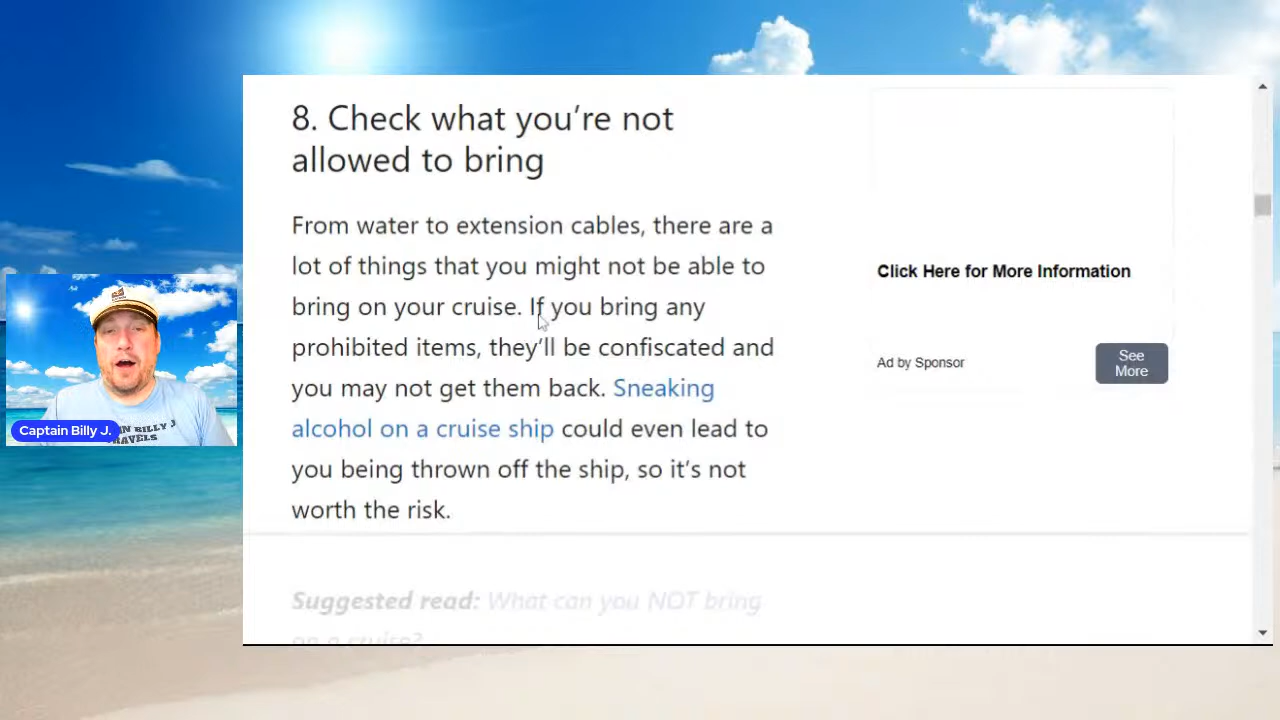 8. Check what you’re not
allowed to bring
From water to extension cables, there are a
lot of things that you might not be able to
bring on your cruise. If you bring any
prohibited items, they’ll be confiscated and
you may not get them back. Sneaking
alcohol on a cruise ship could even lead to
you being thrown off the ship, so it’s not
worth the risk.
Suggested read: What can you NOT bring
on a cruise?
Click Here for More Information
Ad by Sponsor
See
More
BILLY J
Captain Billy J.